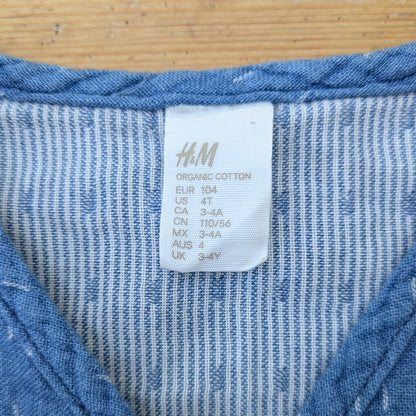 H&M
ORGANIC COTTON
EUR 104
US 4T
CA 3-4A
CN 110/56
MX 3-4A
AUS 4
UK 3-4Y